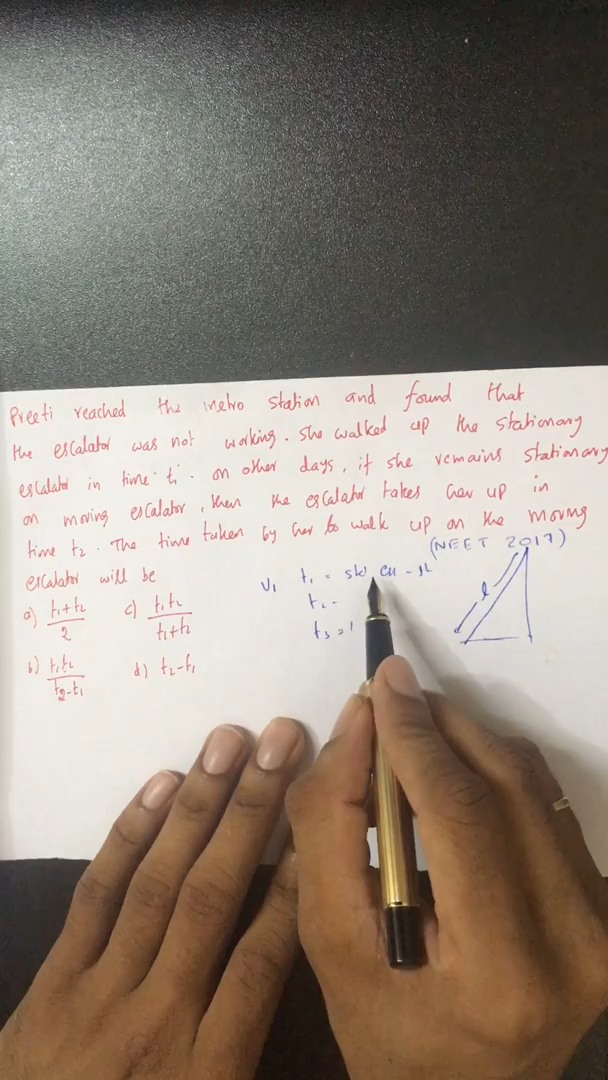 Preeti reached the metro station and found that
the escalator was not working. She walked up the stationary
escalator in time t₁. on other days, if she remains stationary
on moving escalator, then the escalator takes her up in
time t₂. The time taken by her to walk up on the moving
escalator will be
(NEET 2017)
a) t₁+t₂/2 c) t₁t₂/t₁+t₂
b) t₁t₂/t₂-t₁ d) t₂-t₁
V₁ t₁ =
t₂ -
t₃ = 1
l